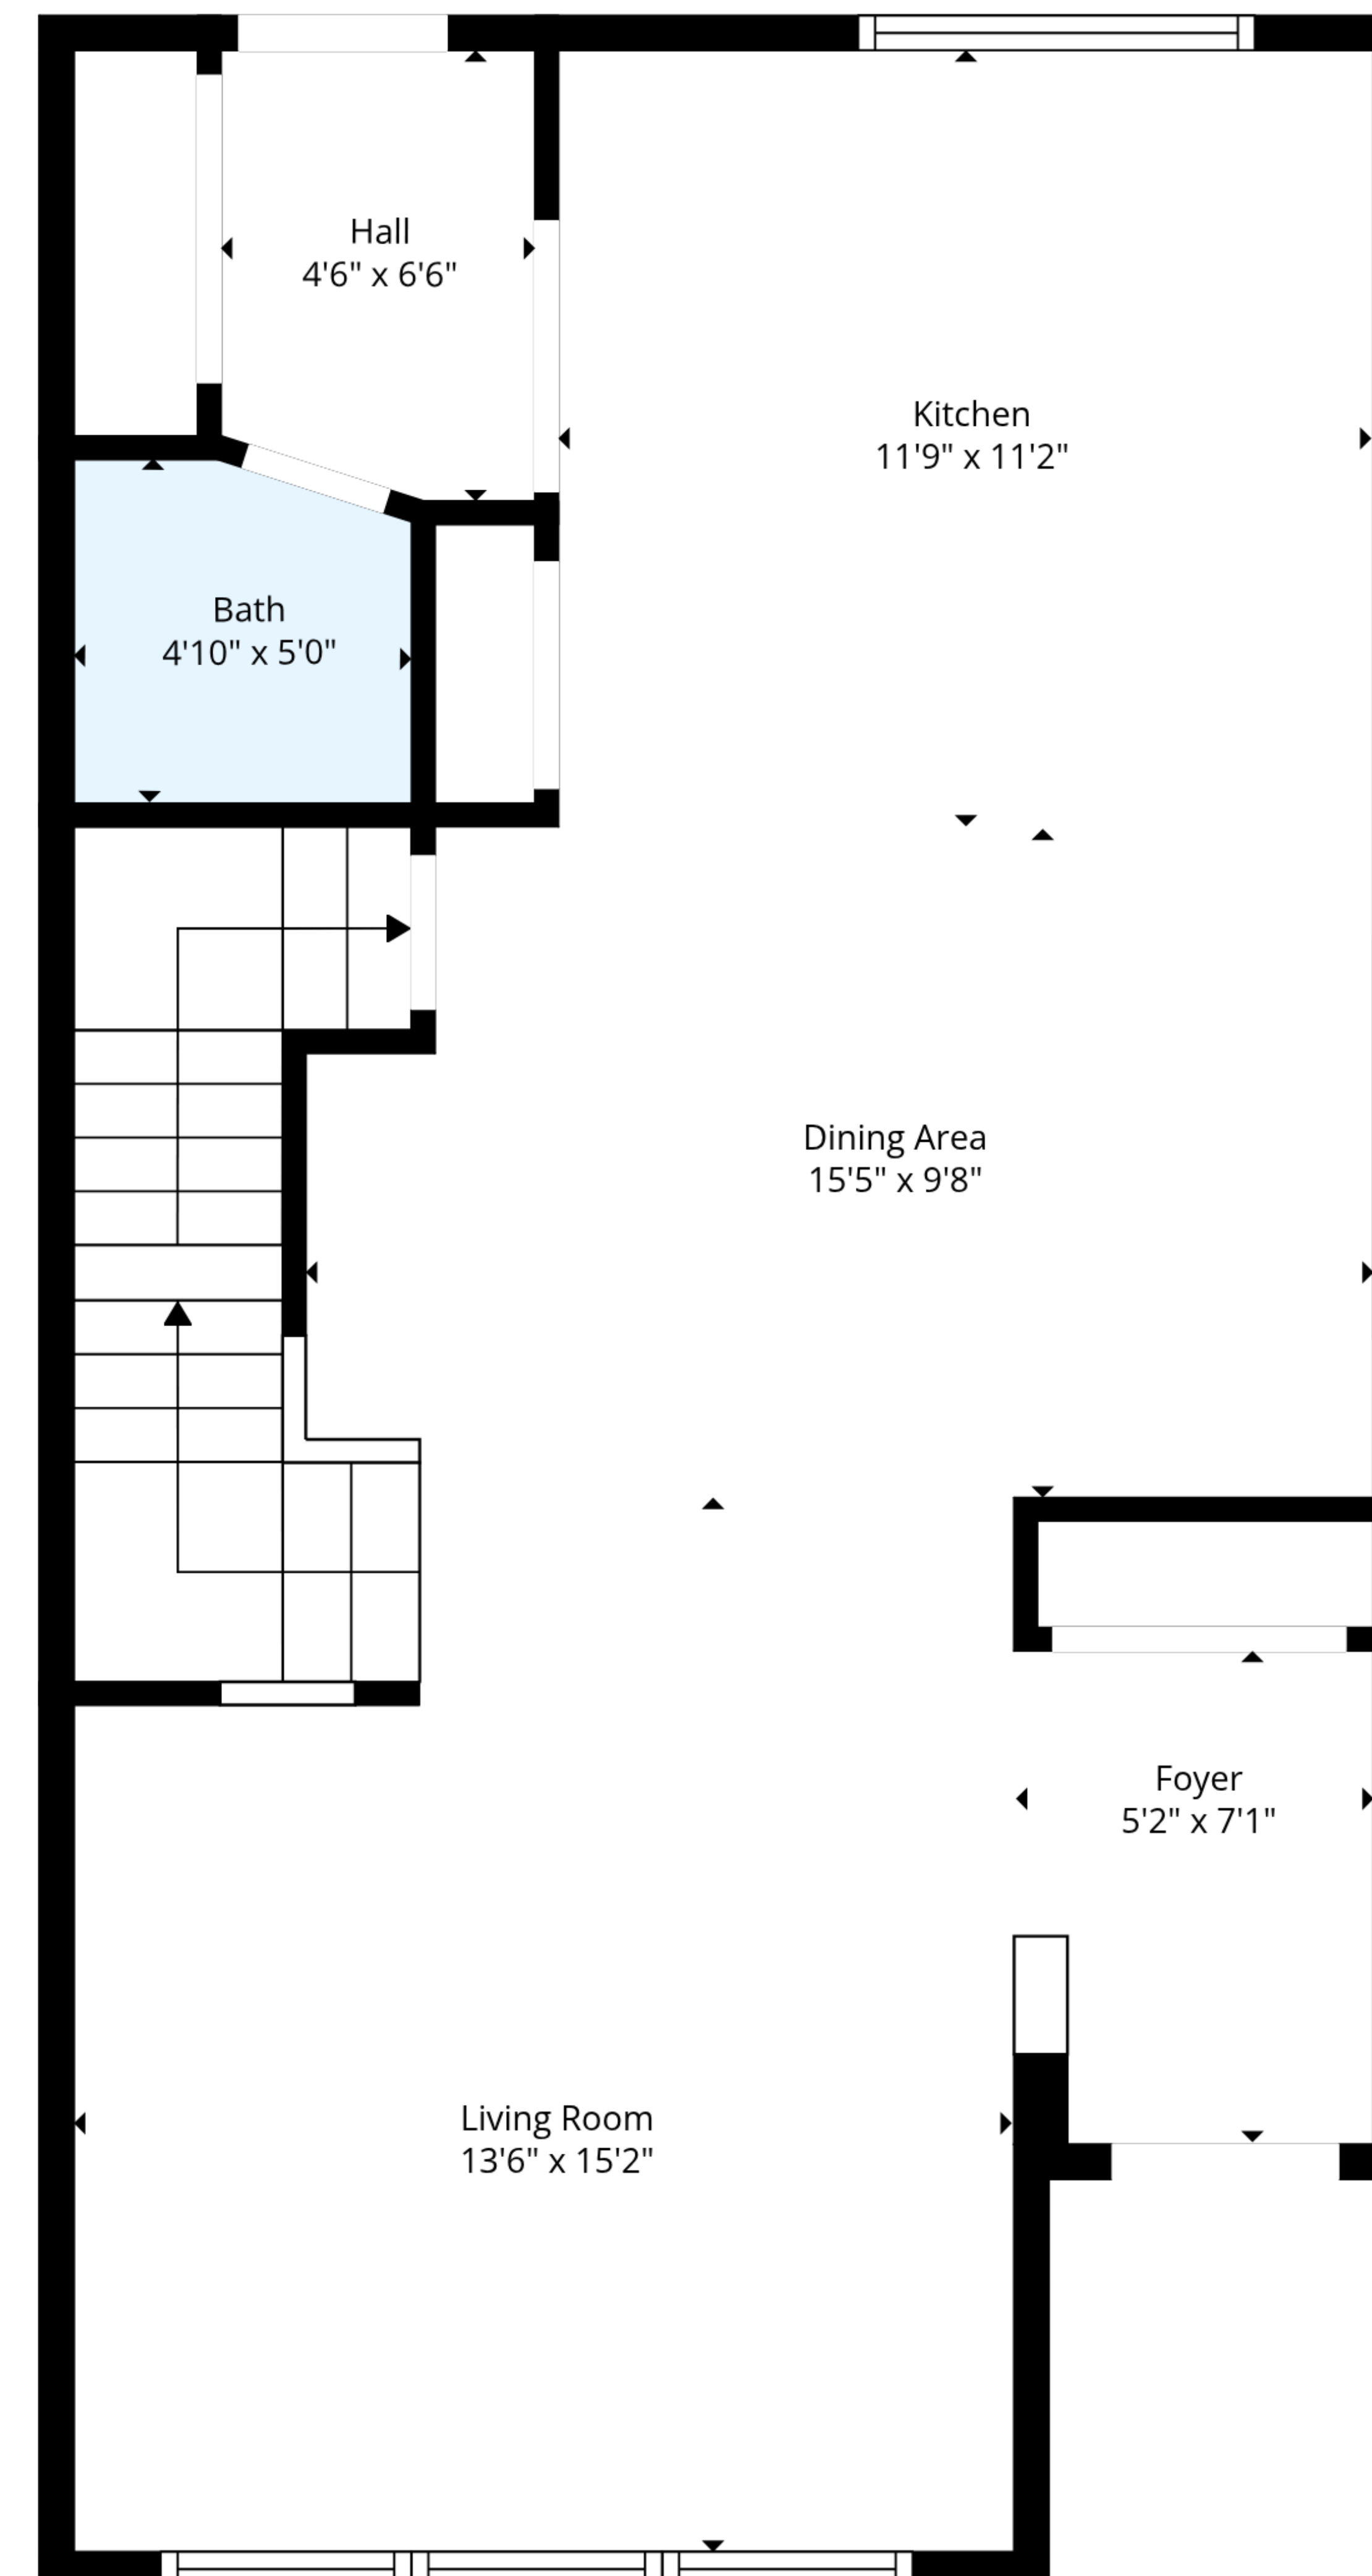 Hall
4'6" x 6'6"
Kitchen
11'9" x 11'2"
Bath
4'10" x 5'0"
Dining Area
15'5" x 9'8"
Foyer
5'2" x 7'1"
Living Room
13'6" x 15'2"